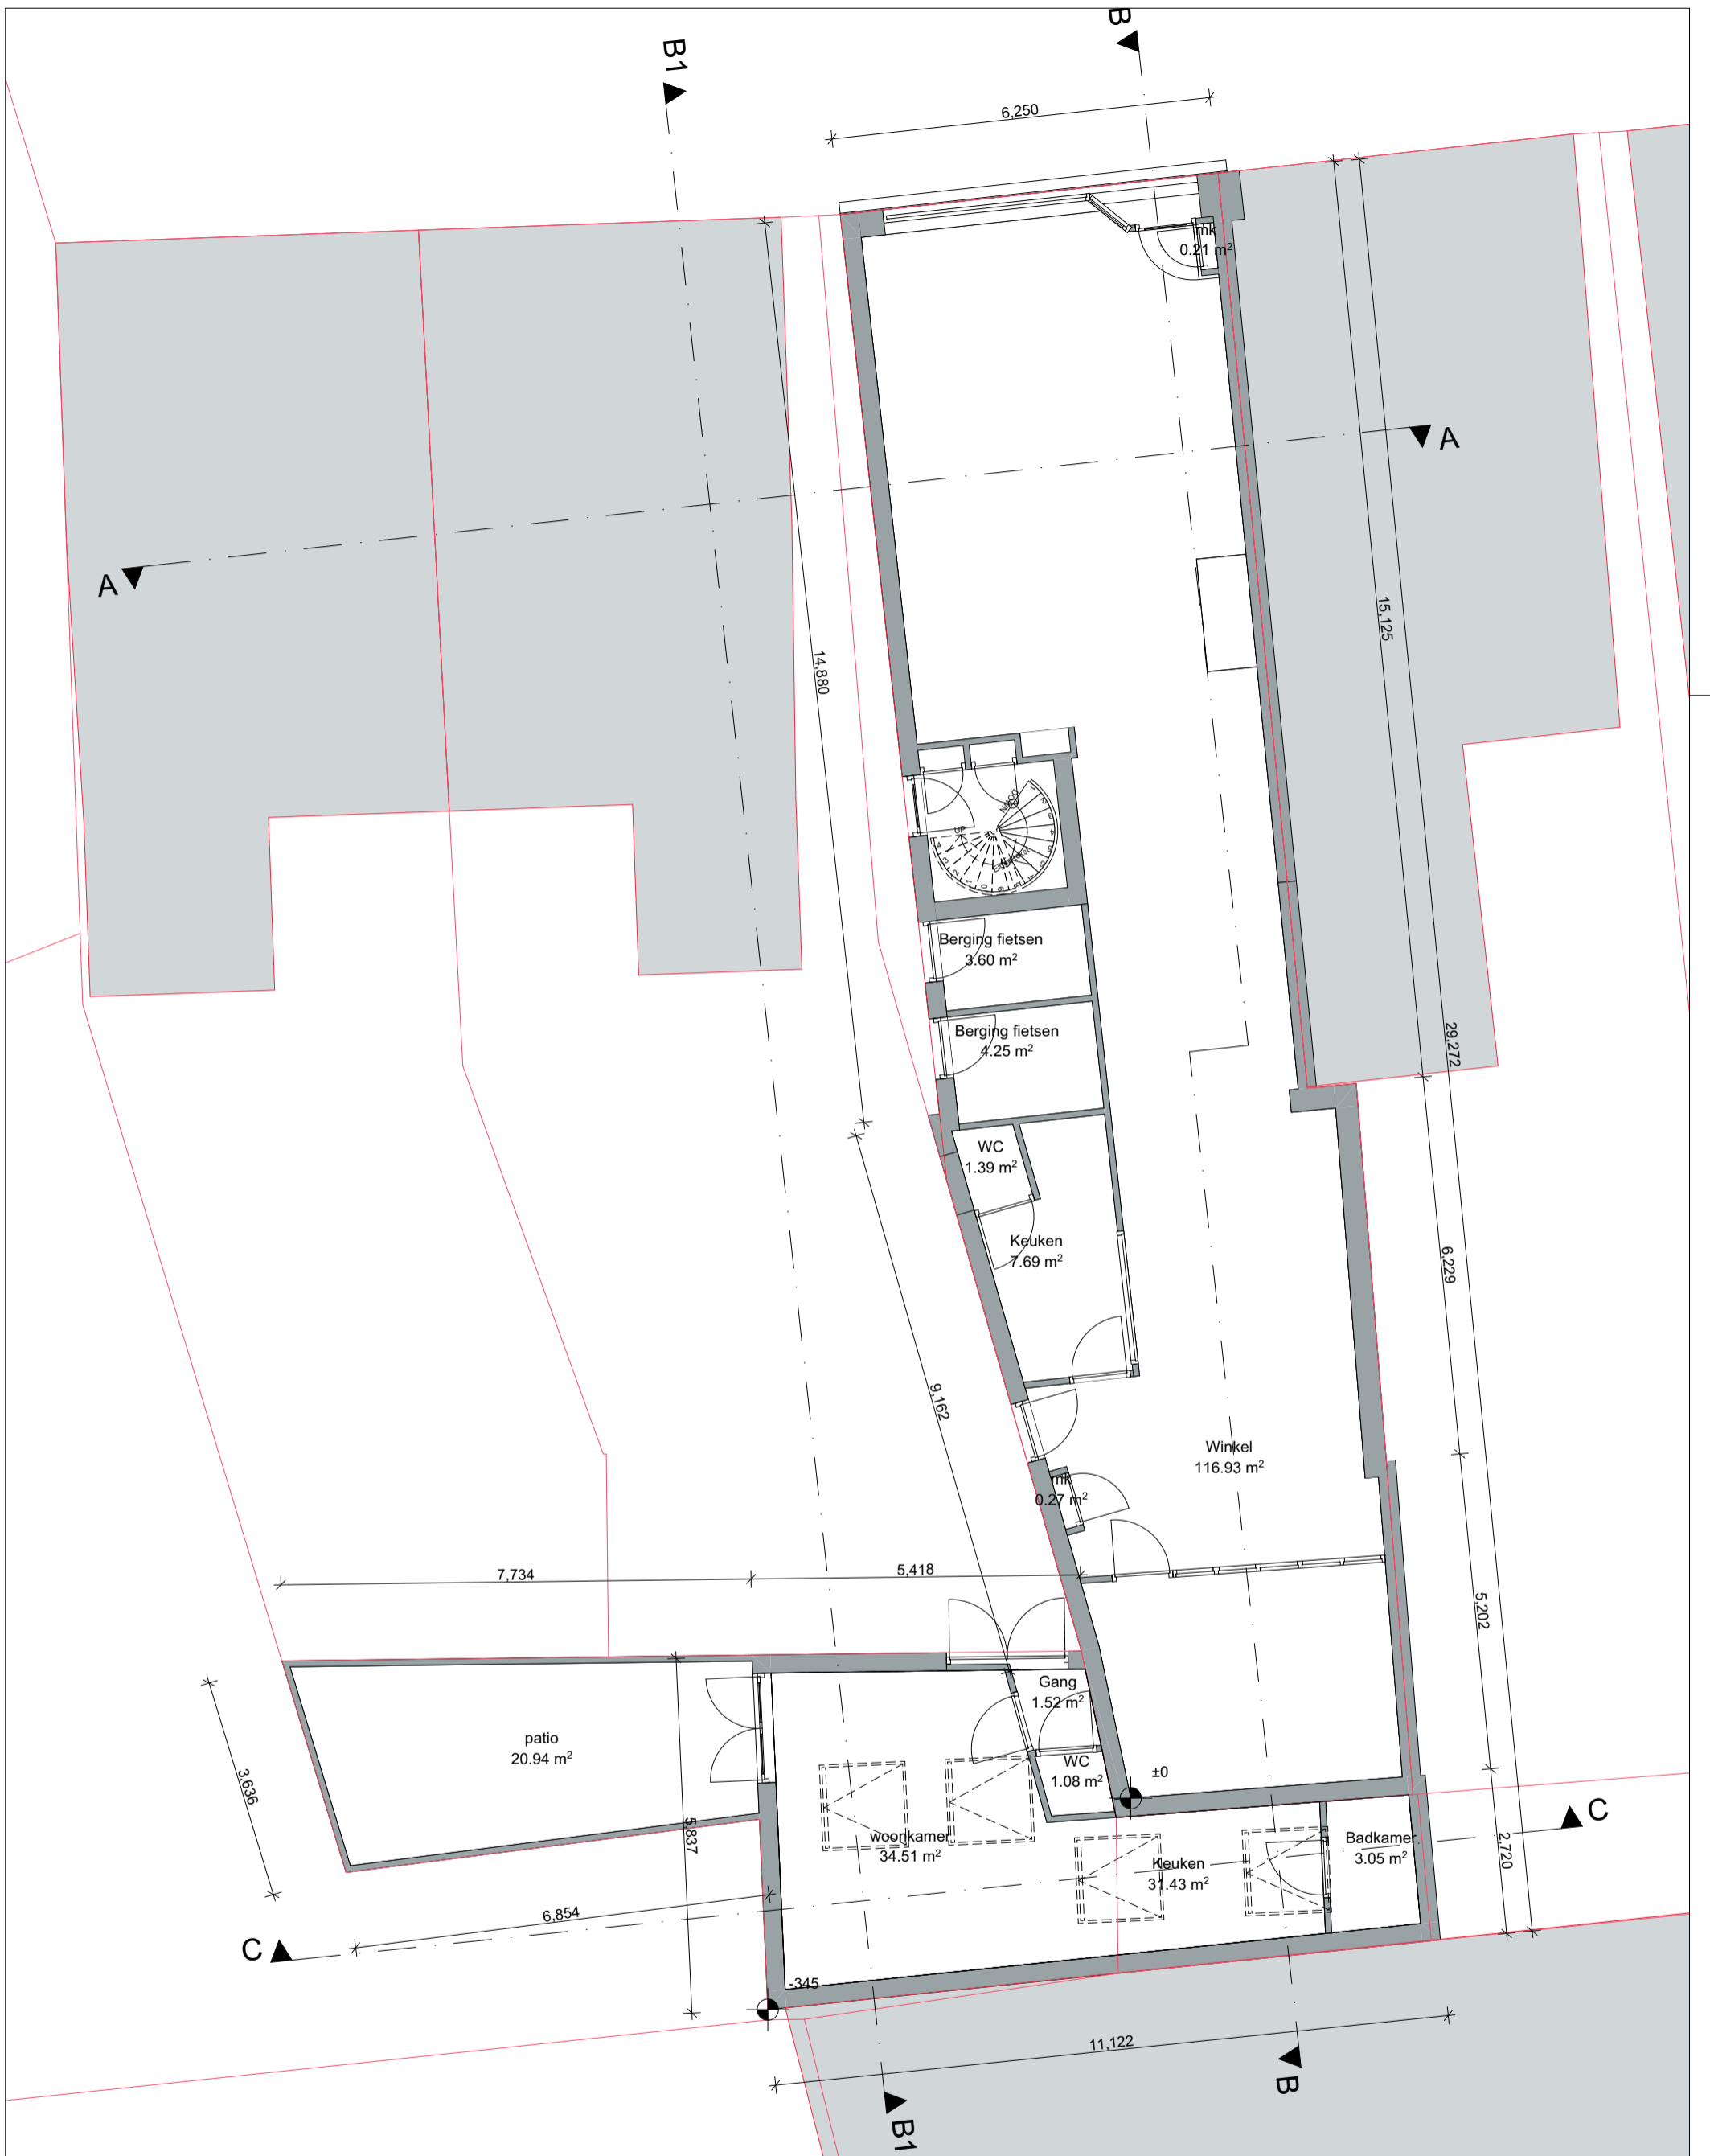 B
B1
6,250
mk
0.21 m²
A
A
15,125
14,880
DOWN
UP
Berging fietsen
3.60 m²
Berging fietsen
4.25 m²
29,272
WC
1.39 m²
Keuken
7.69 m²
6,229
9,162
Winkel
116.93 m²
mk
0.27 m²
7,734
5,418
5,202
Gang
1.52 m²
patio
20.94 m²
WC
1.08 m²
±0
3,636
5,837
woonkamer
34.51 m²
Keuken
31.43 m²
Badkamer
3.05 m²
2,720
C
6,854
C
-345
11,122
B
B1